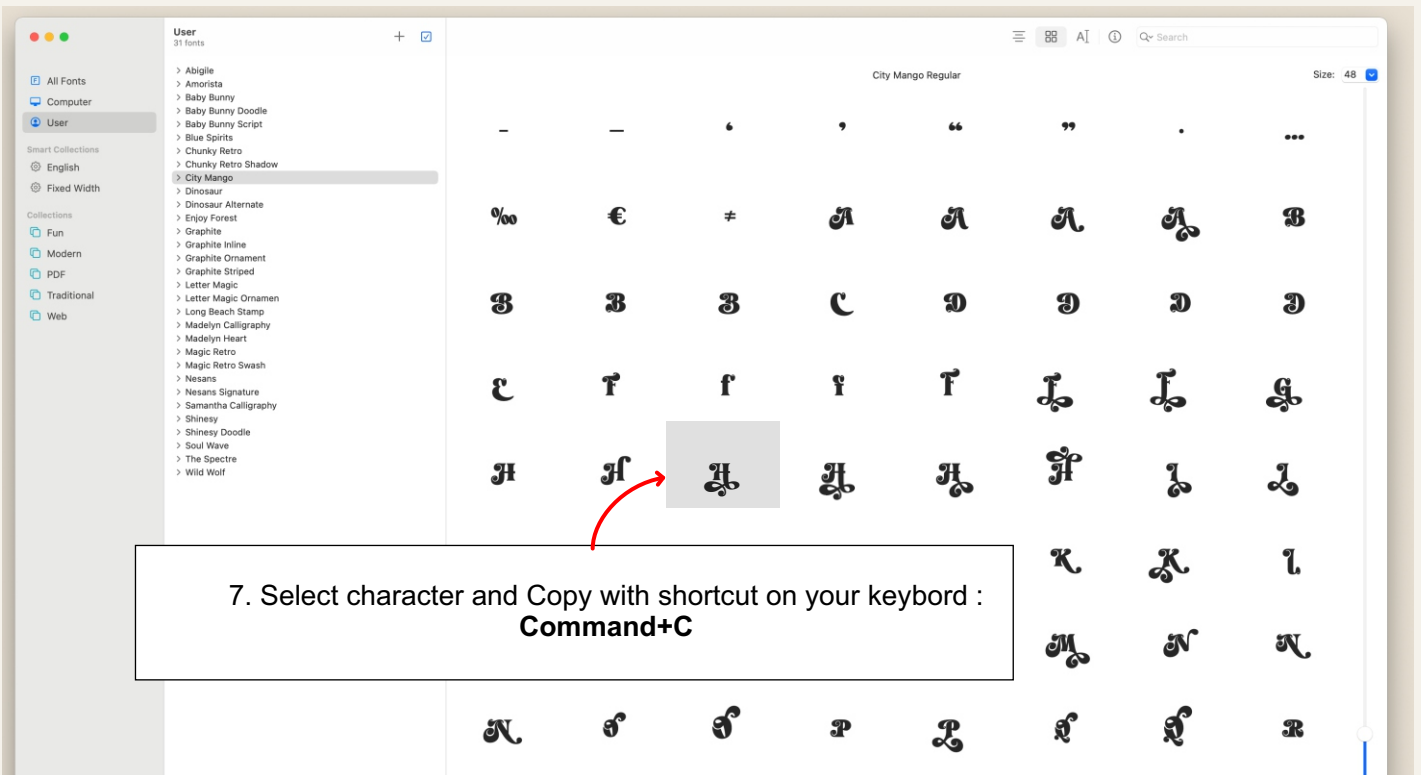 User
31 fonts
Search
All Fonts
Computer
User
Smart Collections
English
Fixed Width
Collections
Fun
Modern
PDF
Traditional
Web
> Abigile
> Amorista
> Baby Bunny
> Baby Bunny Doodle
> Baby Bunny Script
> Blue Spirits
> Chunky Retro
> Chunky Retro Shadow
> City Mango
> Dinosaur
> Dinosaur Alternate
> Enjoy Forest
> Graphite
> Graphite Inline
> Graphite Ornament
> Graphite Striped
> Letter Magic
> Letter Magic Ornamen
> Long Beach Stamp
> Madelyn Calligraphy
> Madelyn Heart
> Magic Retro
> Magic Retro Swash
> Nesans
> Nesans Signature
> Samantha Calligraphy
> Shinesy
> Shinesy Doodle
> Soul Wave
> The Spectre
> Wild Wolf
City Mango Regular
Size: 48
– — ‘ ’ “ ” · …
‰ € ≠ A A A A B
B B B C D D D D
E F f f F F F G
H H H H H H I I
K K L
M N N
N O O P P Q Q R
7. Select character and Copy with shortcut on your keybord :
Command+C